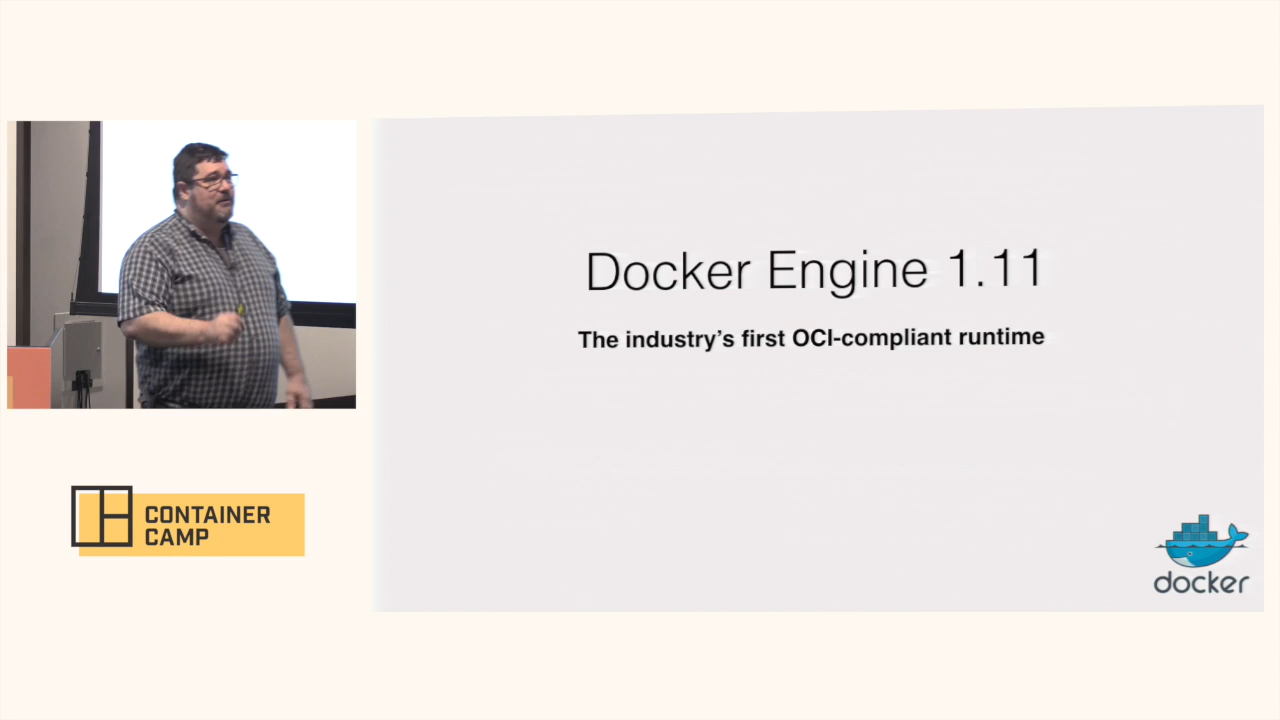 Docker Engine 1.11
The industry's first OCI-compliant runtime
CONTAINER
CAMP
docker